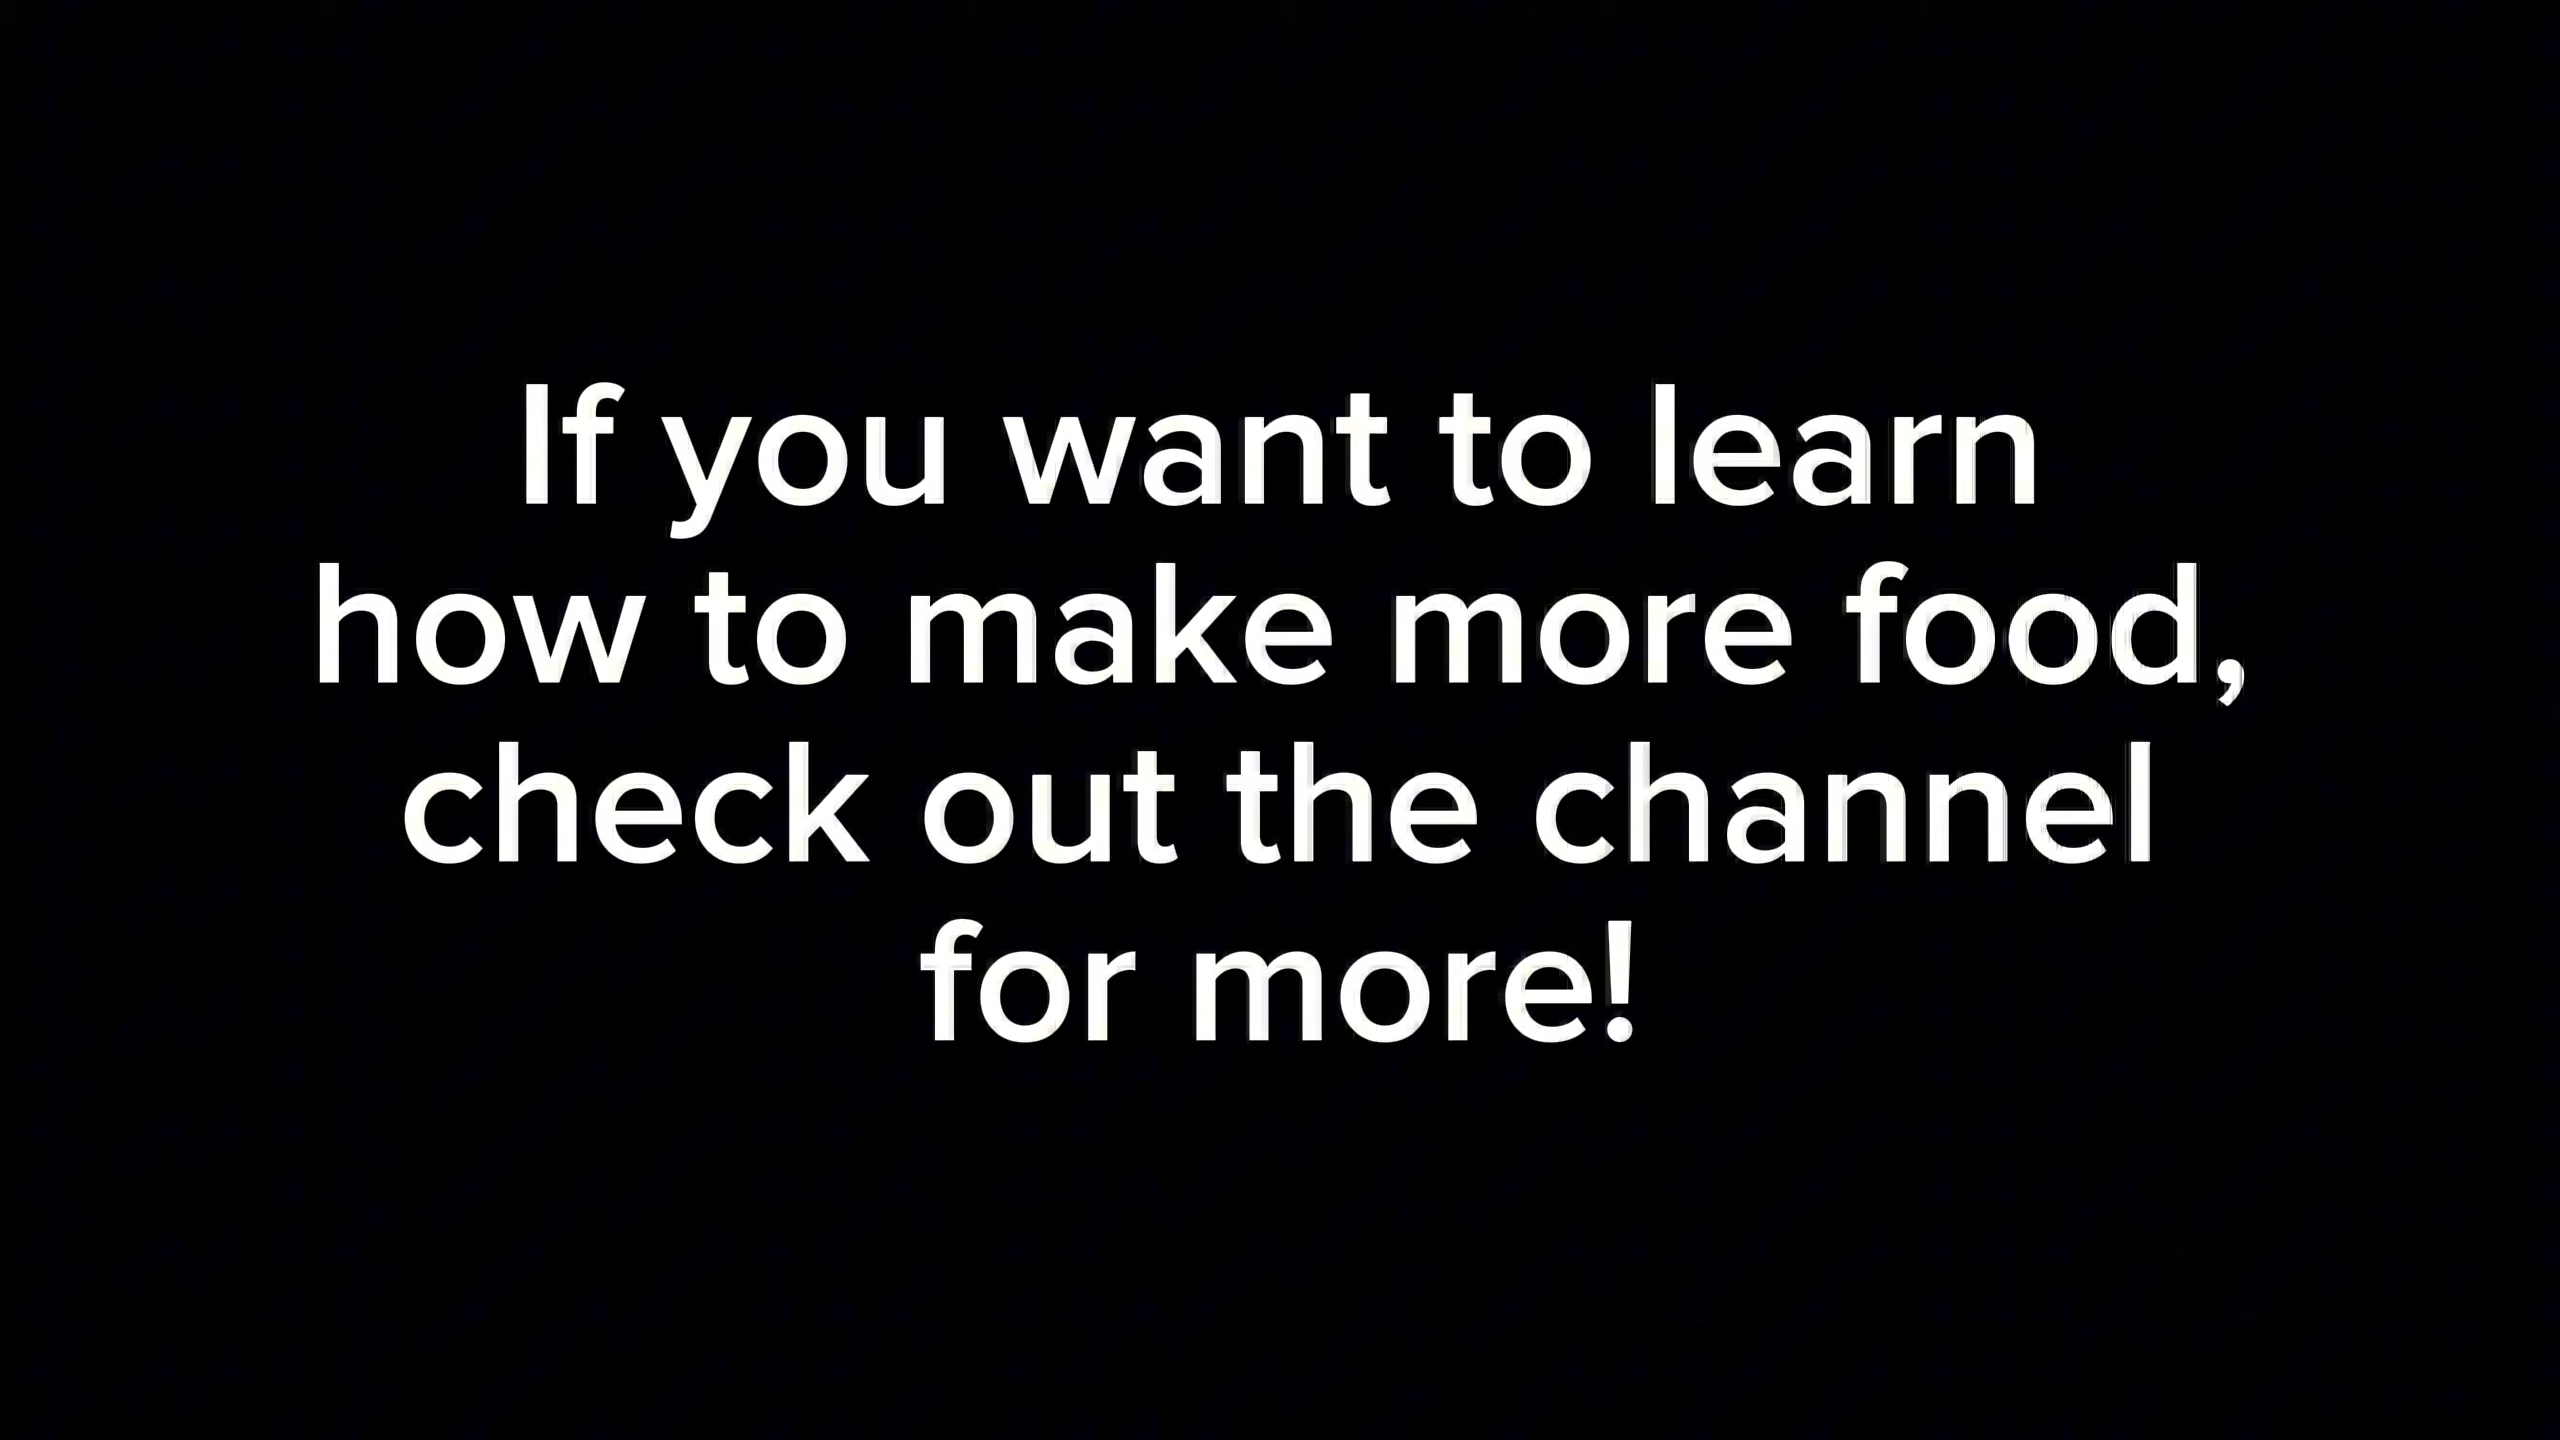 If you want to learn
how to make more food,
check out the channel
for more!